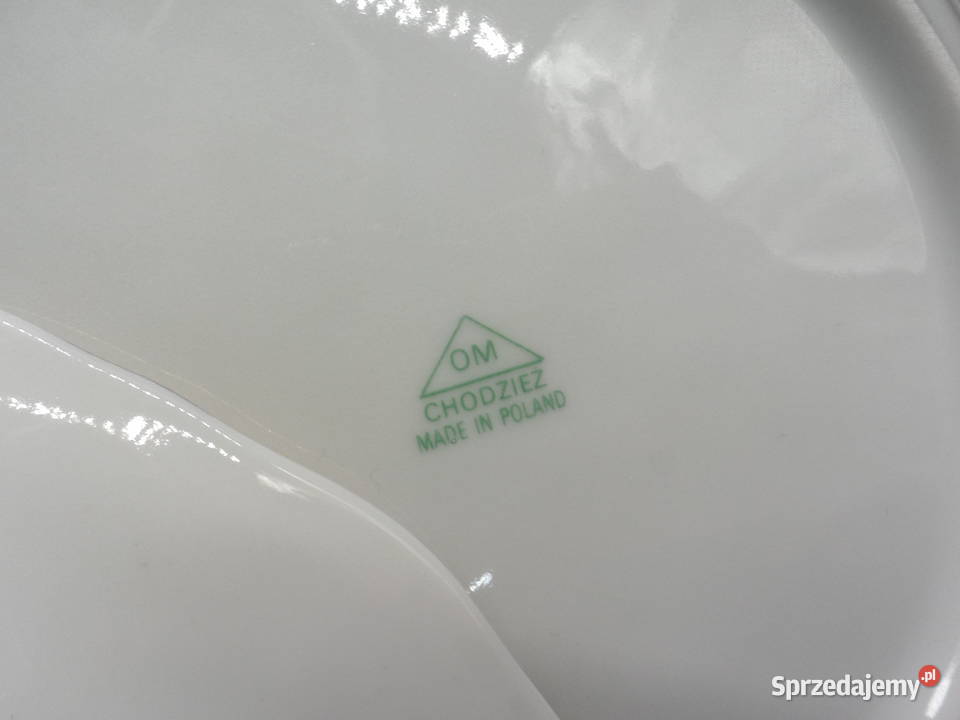 OM
CHODZIEZ
MADE IN POLAND
Sprzedajemy.pl